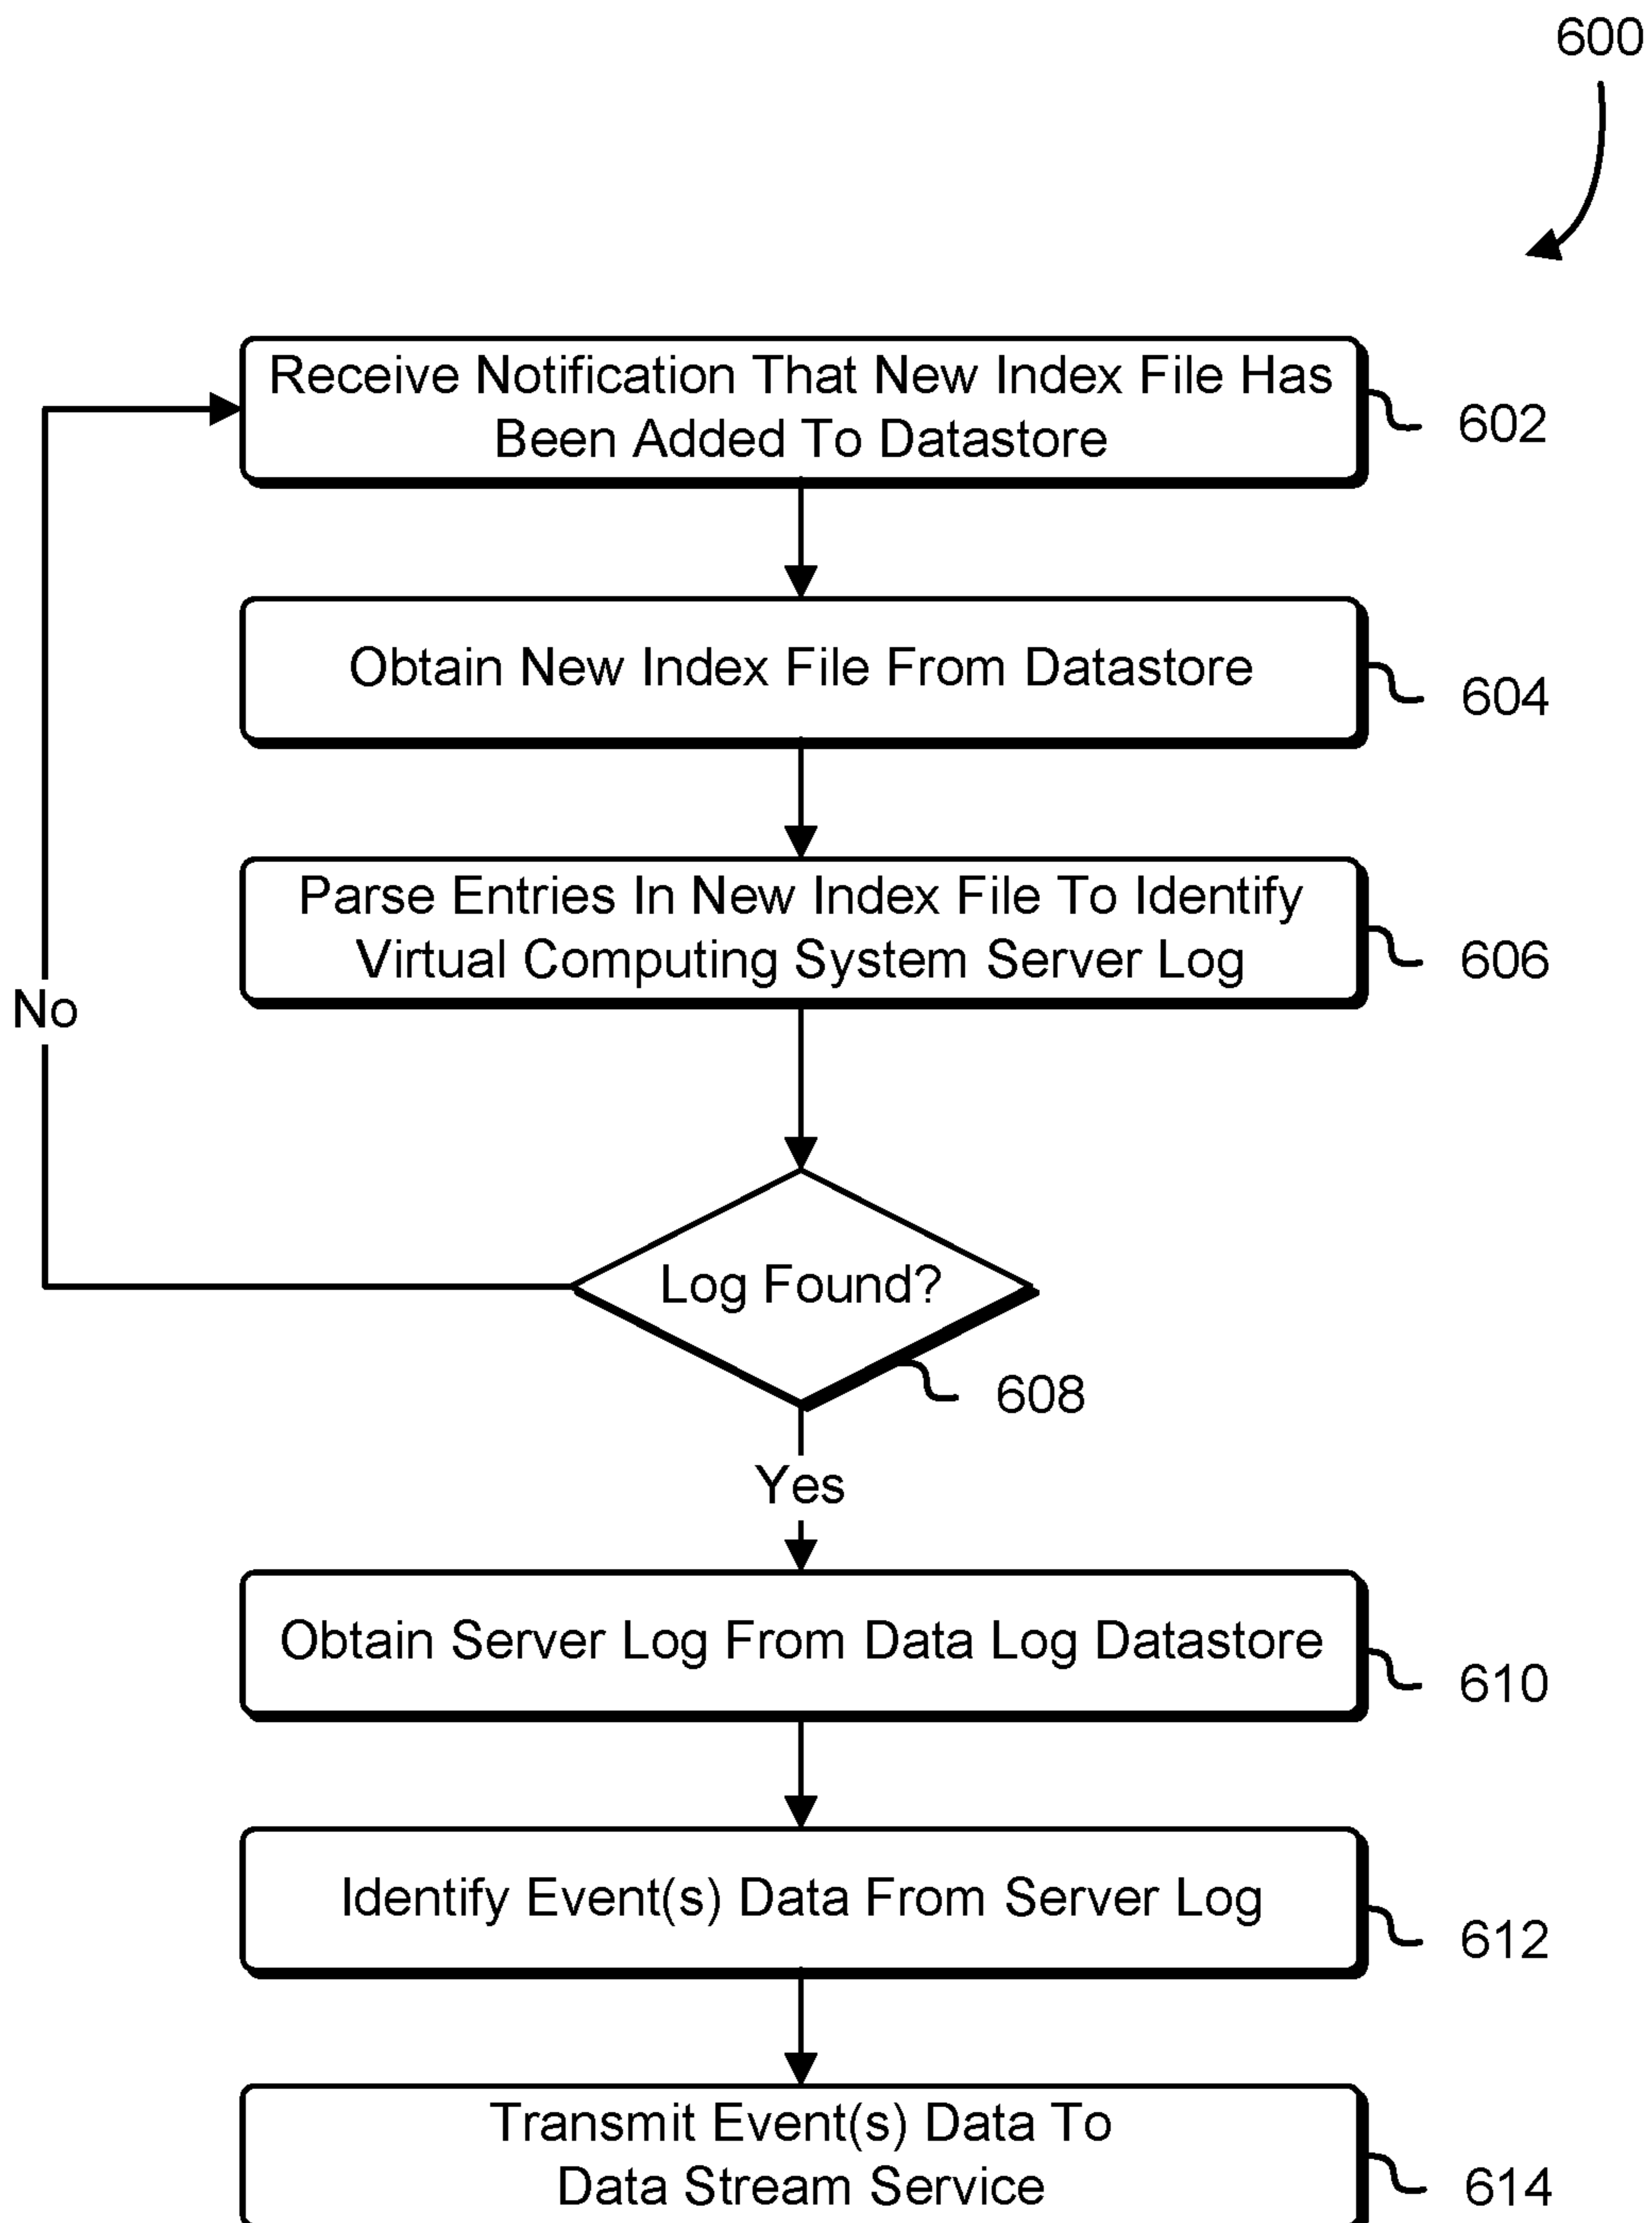 600
Receive Notification That New Index File Has
Been Added To Datastore
602
Obtain New Index File From Datastore
604
Parse Entries In New Index File To Identify
Virtual Computing System Server Log
606
No
Log Found?
608
Yes
Obtain Server Log From Data Log Datastore
610
Identify Event(s) Data From Server Log
612
Transmit Event(s) Data To
Data Stream Service
614